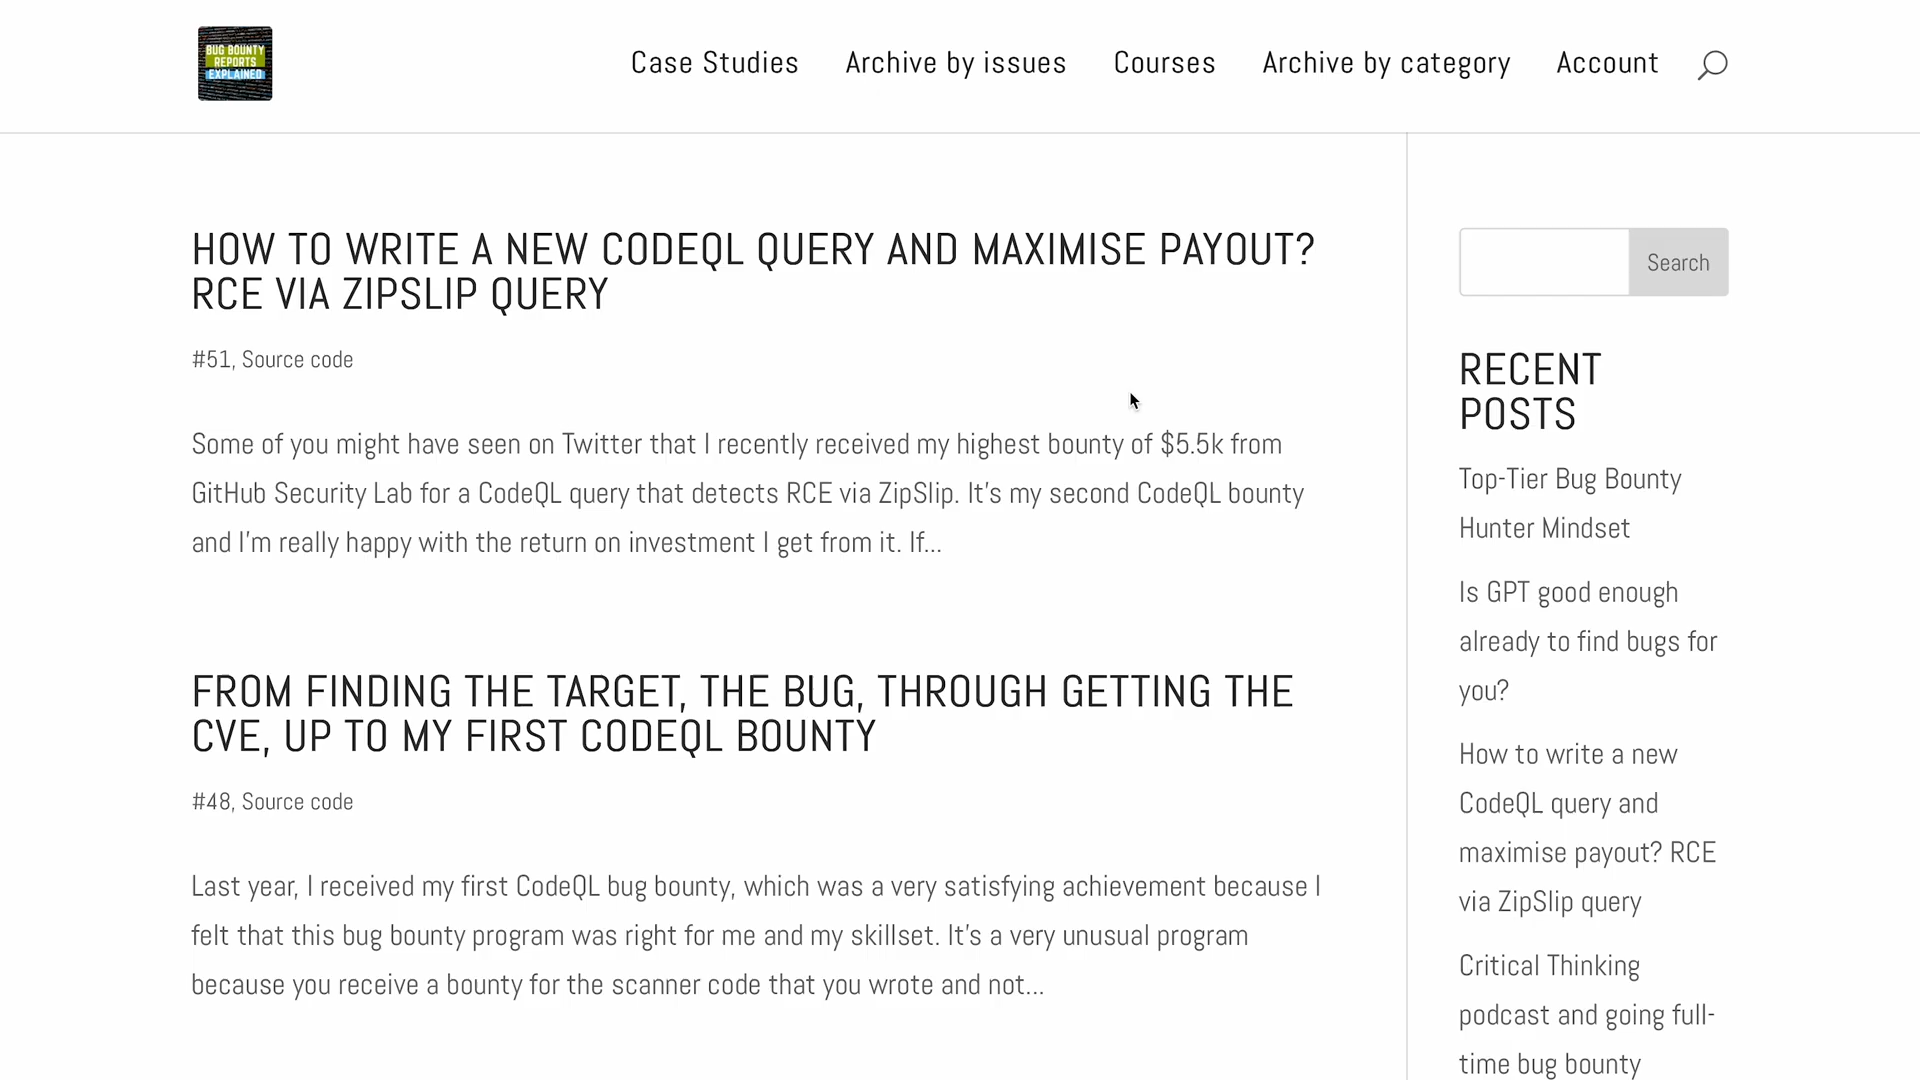 BUG BOUNTY
REPORTS
EXPLAINED
Case Studies
Archive by issues
Courses
Archive by category
Account
HOW TO WRITE A NEW CODEQL QUERY AND MAXIMISE PAYOUT?
RCE VIA ZIPSLIP QUERY
#51, Source code
Some of you might have seen on Twitter that I recently received my highest bounty of $5.5k from
GitHub Security Lab for a CodeQL query that detects RCE via ZipSlip. It's my second CodeQL bounty
and I'm really happy with the return on investment I get from it. If...
FROM FINDING THE TARGET, THE BUG, THROUGH GETTING THE
CVE, UP TO MY FIRST CODEQL BOUNTY
#48, Source code
Last year, I received my first CodeQL bug bounty, which was a very satisfying achievement because I
felt that this bug bounty program was right for me and my skillset. It's a very unusual program
because you receive a bounty for the scanner code that you wrote and not...
Search
RECENT
POSTS
Top-Tier Bug Bounty
Hunter Mindset
Is GPT good enough
already to find bugs for
you?
How to write a new
CodeQL query and
maximise payout? RCE
via ZipSlip query
Critical Thinking
podcast and going full-
time bug bounty